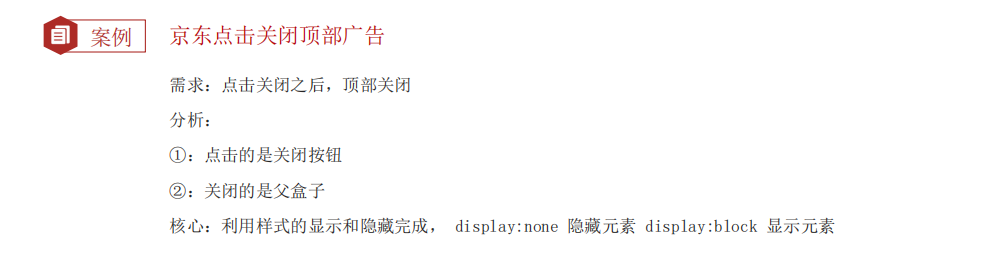 案例
京东点击关闭顶部广告
需求：点击关闭之后，顶部关闭
分析：
①：点击的是关闭按钮
②：关闭的是父盒子
核心：利用样式的显示和隐藏完成， display:none 隐藏元素 display:block 显示元素